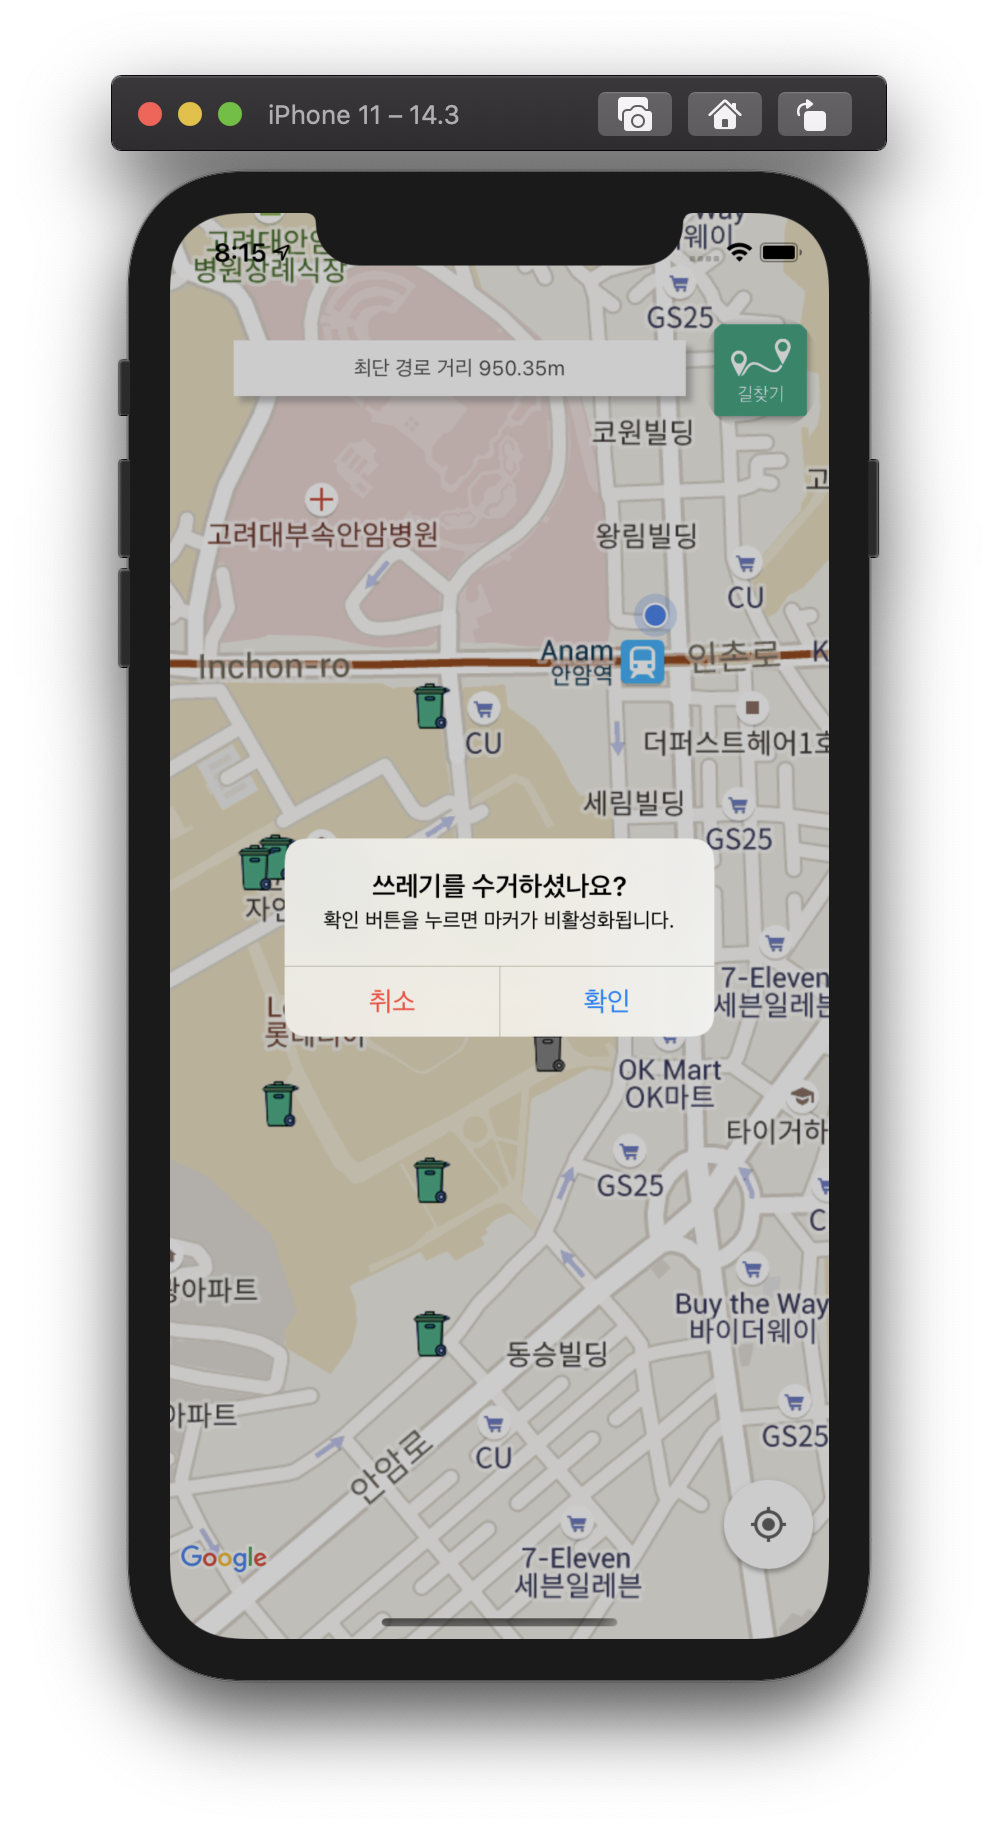 iPhone 11 – 14.3
8:15
고려대안암
병원장례식장
Way
웨이
GS25
최단 경로 거리 950.35m
길찾기
코원빌딩
고
고려대부속안암병원
왕림빌딩
CU
Anam
안암역
Inchon-ro
인촌로
K
CU
더퍼스트헤어1호
세림빌딩
GS25
쓰레기를 수거하셨나요?
확인 버튼을 누르면 마커가 비활성화됩니다.
취소
확인
자연
7-Eleven
세븐일레븐
롯데리아
OK Mart
OK마트
타이거하
GS25
C
아파트
Buy the Way
바이더웨이
동승빌딩
아파트
GS25
CU
안암로
7-Eleven
세븐일레븐
Google